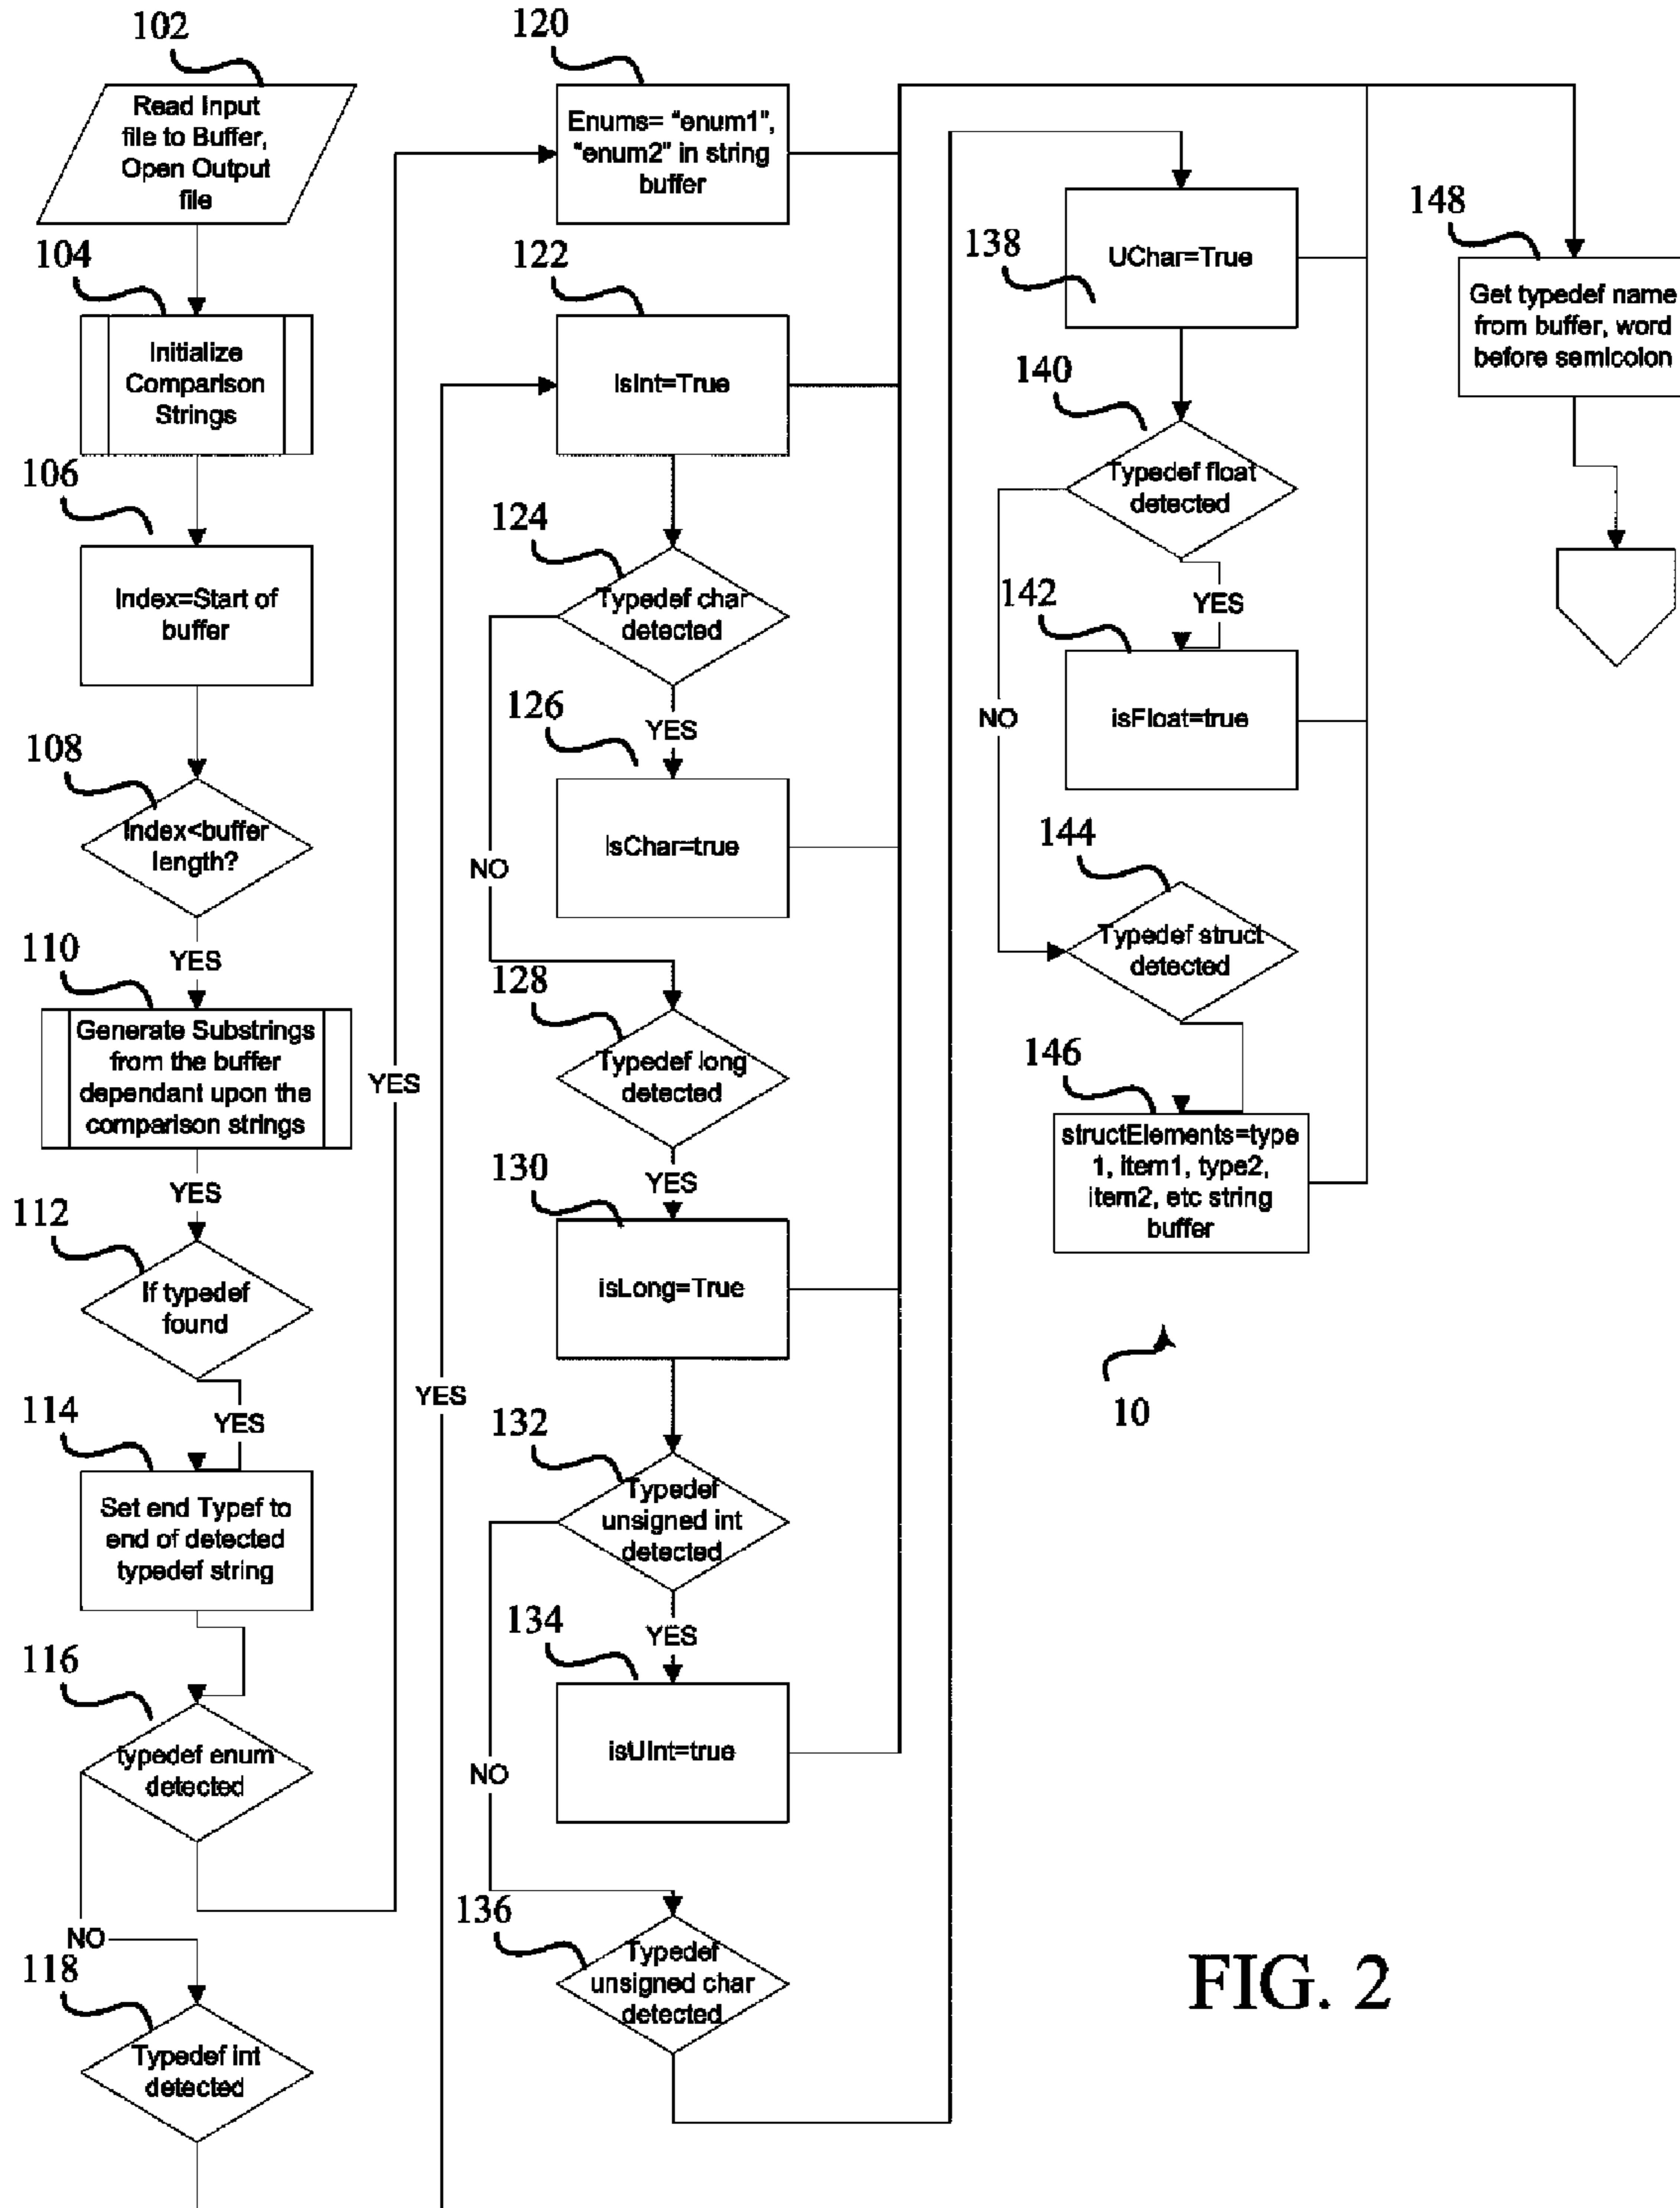 102
Read Input
file to Buffer,
Open Output
file
104
Initialize
Comparison
Strings
106
Index=Start of
buffer
108
Index<buffer
length?
YES
110
Generate Substrings
from the buffer
dependant upon the
comparison strings
YES
112
If typedef
found
YES
114
Set end Typef to
end of detected
typedef string
116
typedef enum
detected
NO
118
Typedef int
detected
YES
YES
120
Enums= "enum1",
"enum2" in string
buffer
122
IsInt=True
124
Typedef char
detected
YES
126
IsChar=true
NO
128
Typedef long
detected
YES
130
isLong=True
132
Typedef
unsigned int
detected
YES
134
isUInt=true
NO
136
Typedef
unsigned char
detected
138
UChar=True
140
Typedef float
detected
YES
142
isFloat=true
NO
144
Typedef struct
detected
146
structElements=type
1, item1, type2,
item2, etc string
buffer
10
148
Get typedef name
from buffer, word
before semicolon
FIG. 2